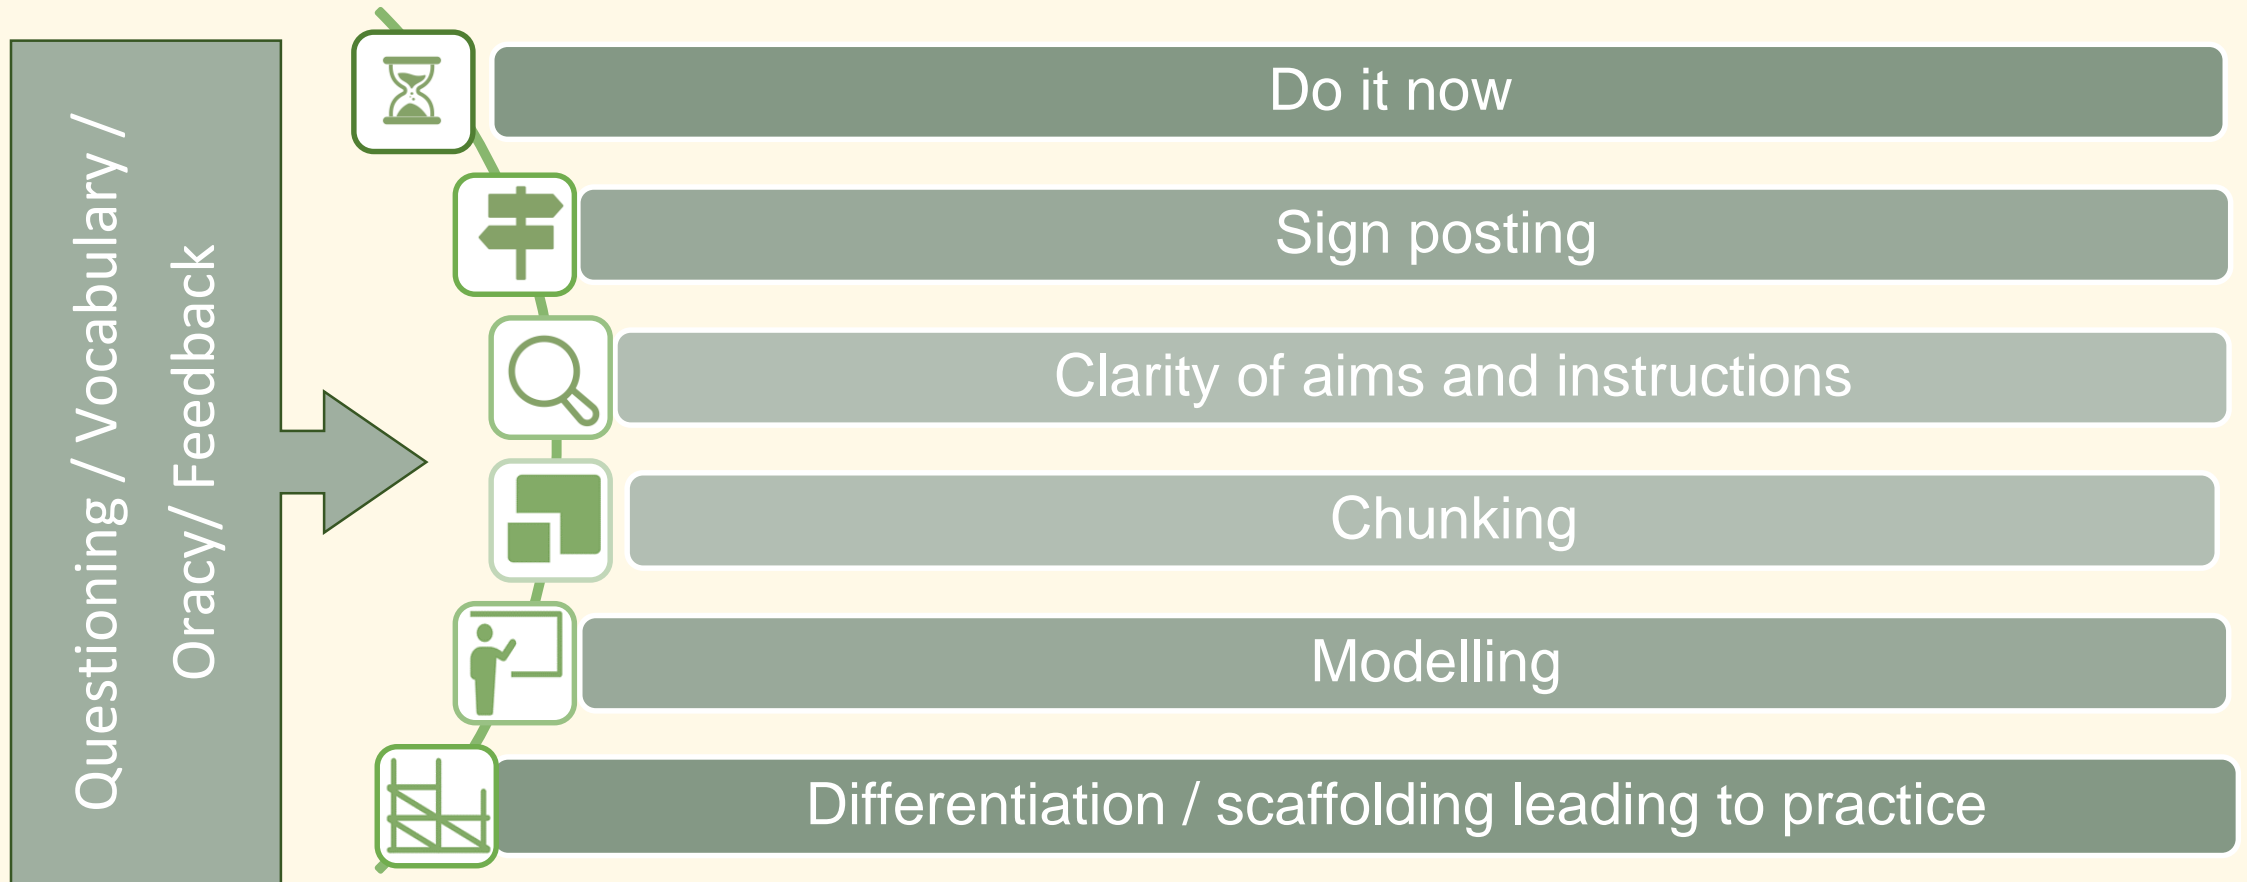 Questioning / Vocabulary /
Oracy/ Feedback
Do it now
Sign posting
Clarity of aims and instructions
Chunking
Modelling
Differentiation / scaffolding leading to practice